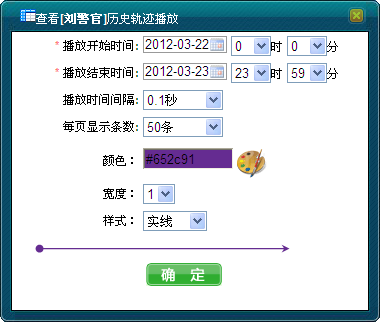 查看[刘警官]历史轨迹播放
* 播放开始时间: 2012-03-22 0 时 0 分
* 播放结束时间: 2012-03-23 23 时 59 分
播放时间间隔: 0.1秒
每页显示条数: 50条
颜色: #652c91
宽度: 1
样式: 实线
确 定